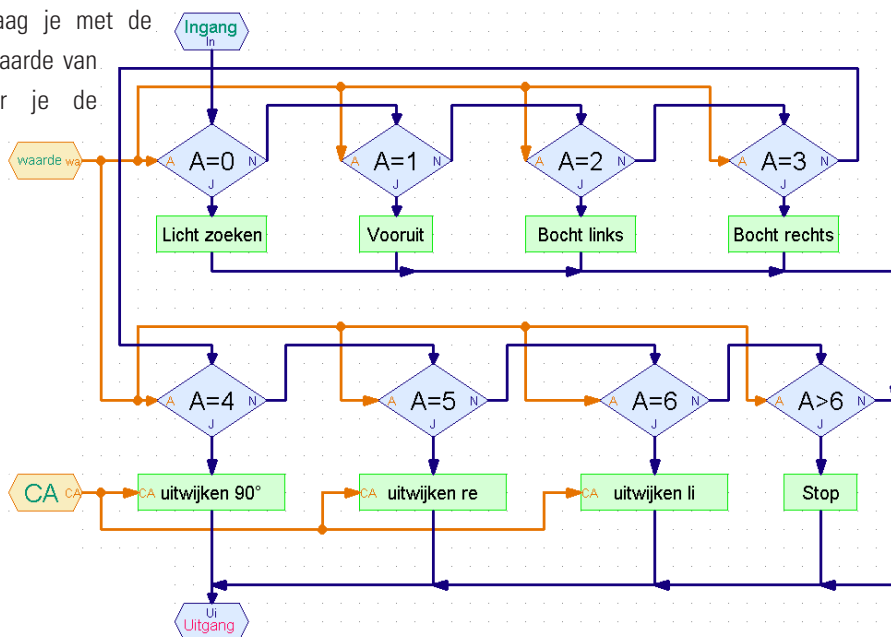 aag je met de
aarde van
r je de
Ingang
In
waarde wa
A A=0 N
J
A A=1 N
J
A A=2 N
J
A A=3 N
J
Licht zoeken
Vooruit
Bocht links
Bocht rechts
A A=4 N
J
A A=5 N
J
A A=6 N
J
A A>6 N
J
CA CA
CA uitwijken 90°
CA uitwijken re
CA uitwijken li
Stop
Ui
Uitgang